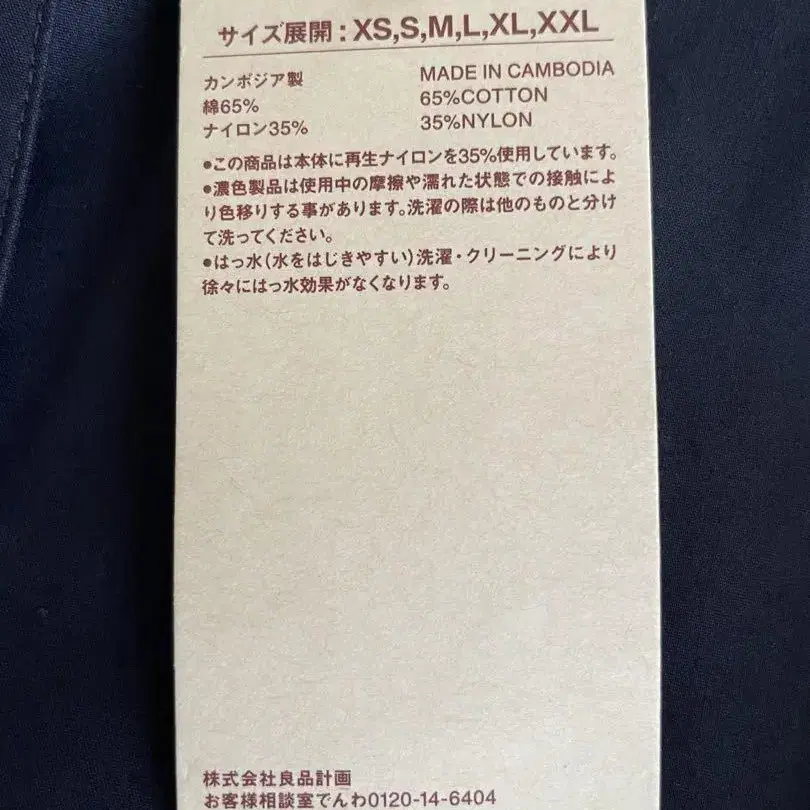 サイズ展開：XS,S,M,L,XL,XXL
カンボジア製 MADE IN CAMBODIA
綿65% 65%COTTON
ナイロン35% 35%NYLON
●この商品は本体に再生ナイロンを35%使用しています。
●濃色製品は使用中の摩擦や濡れた状態での接触によ
り色移りする事があります。洗濯の際は他のものと分け
て洗ってください。
●はっ水(水をはじきやすい)洗濯・クリーニングにより
徐々にはっ水効果がなくなります。
株式会社良品計画
お客様相談室でんわ0120-14-6404